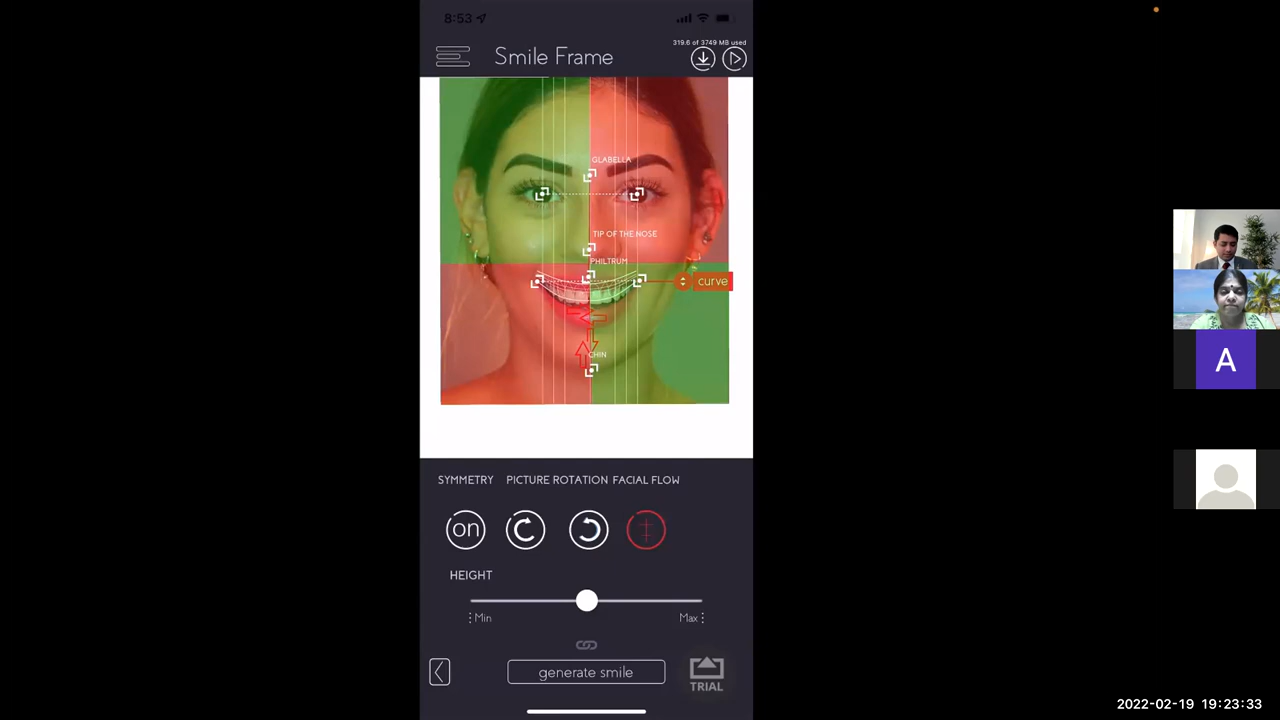 8:53
319.6 of 3749 MB used
Smile Frame
GLABELLA
TIP OF THE NOSE
PHILTRUM
curve
CHIN
A
SYMMETRY PICTURE ROTATION FACIAL FLOW
on
HEIGHT
Min Max
generate smile
TRIAL
2022-02-19 19:23:33